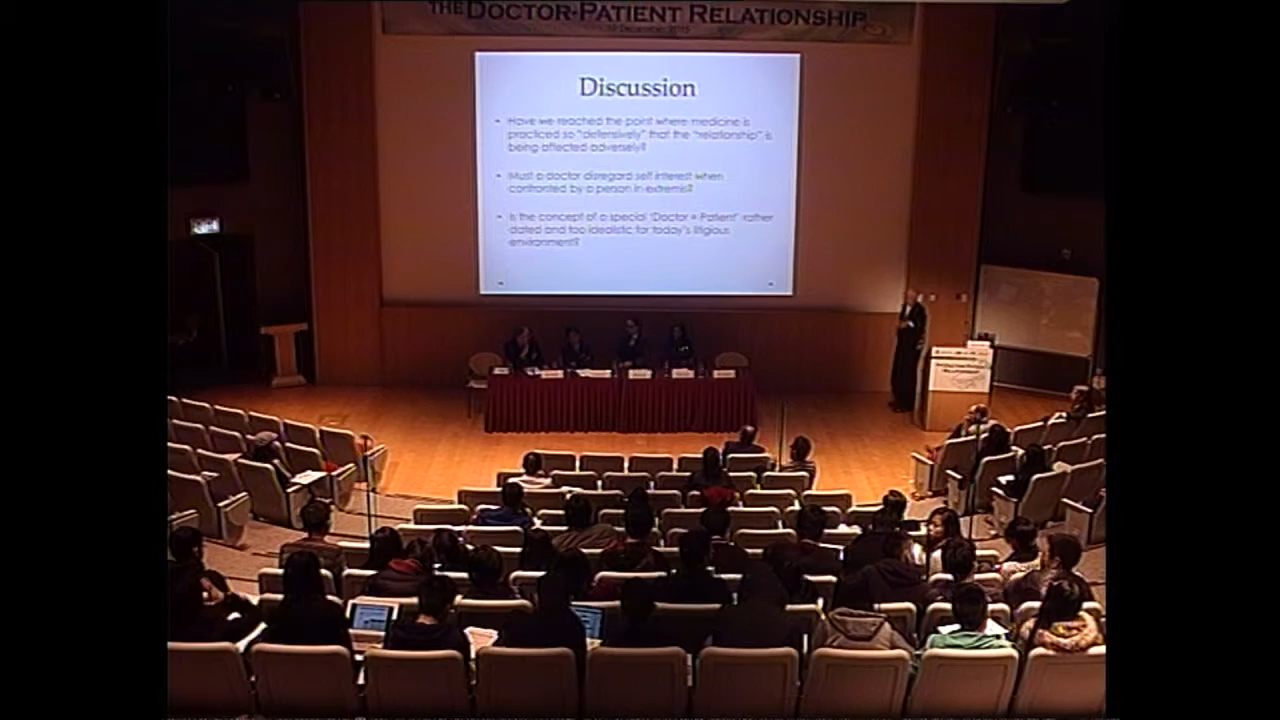 THE DOCTOR-PATIENT RELATIONSHIP
Discussion
• Have we reached the point where medicine is
practiced so "defensively" that the "relationship" is
being affected adversely?
• Must a doctor disregard self interest when
confronted by a person in extremis?
• Is the concept of a special 'Doctor + Patient' rather
dated and too idealistic for today's litigious
environment?